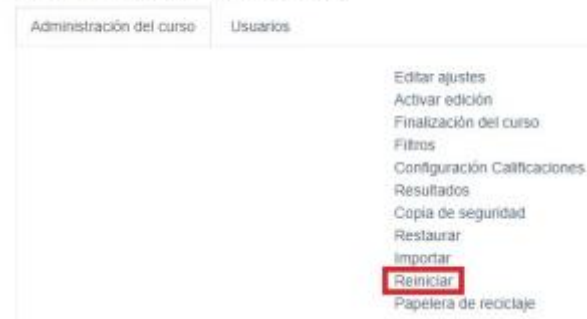 Administración del curso
Usuarios
Editar ajustes
Activar edición
Finalización del curso
Filtros
Configuración Calificaciones
Resultados
Copia de seguridad
Restaurar
Importar
Reiniciar
Papelera de reciclaje